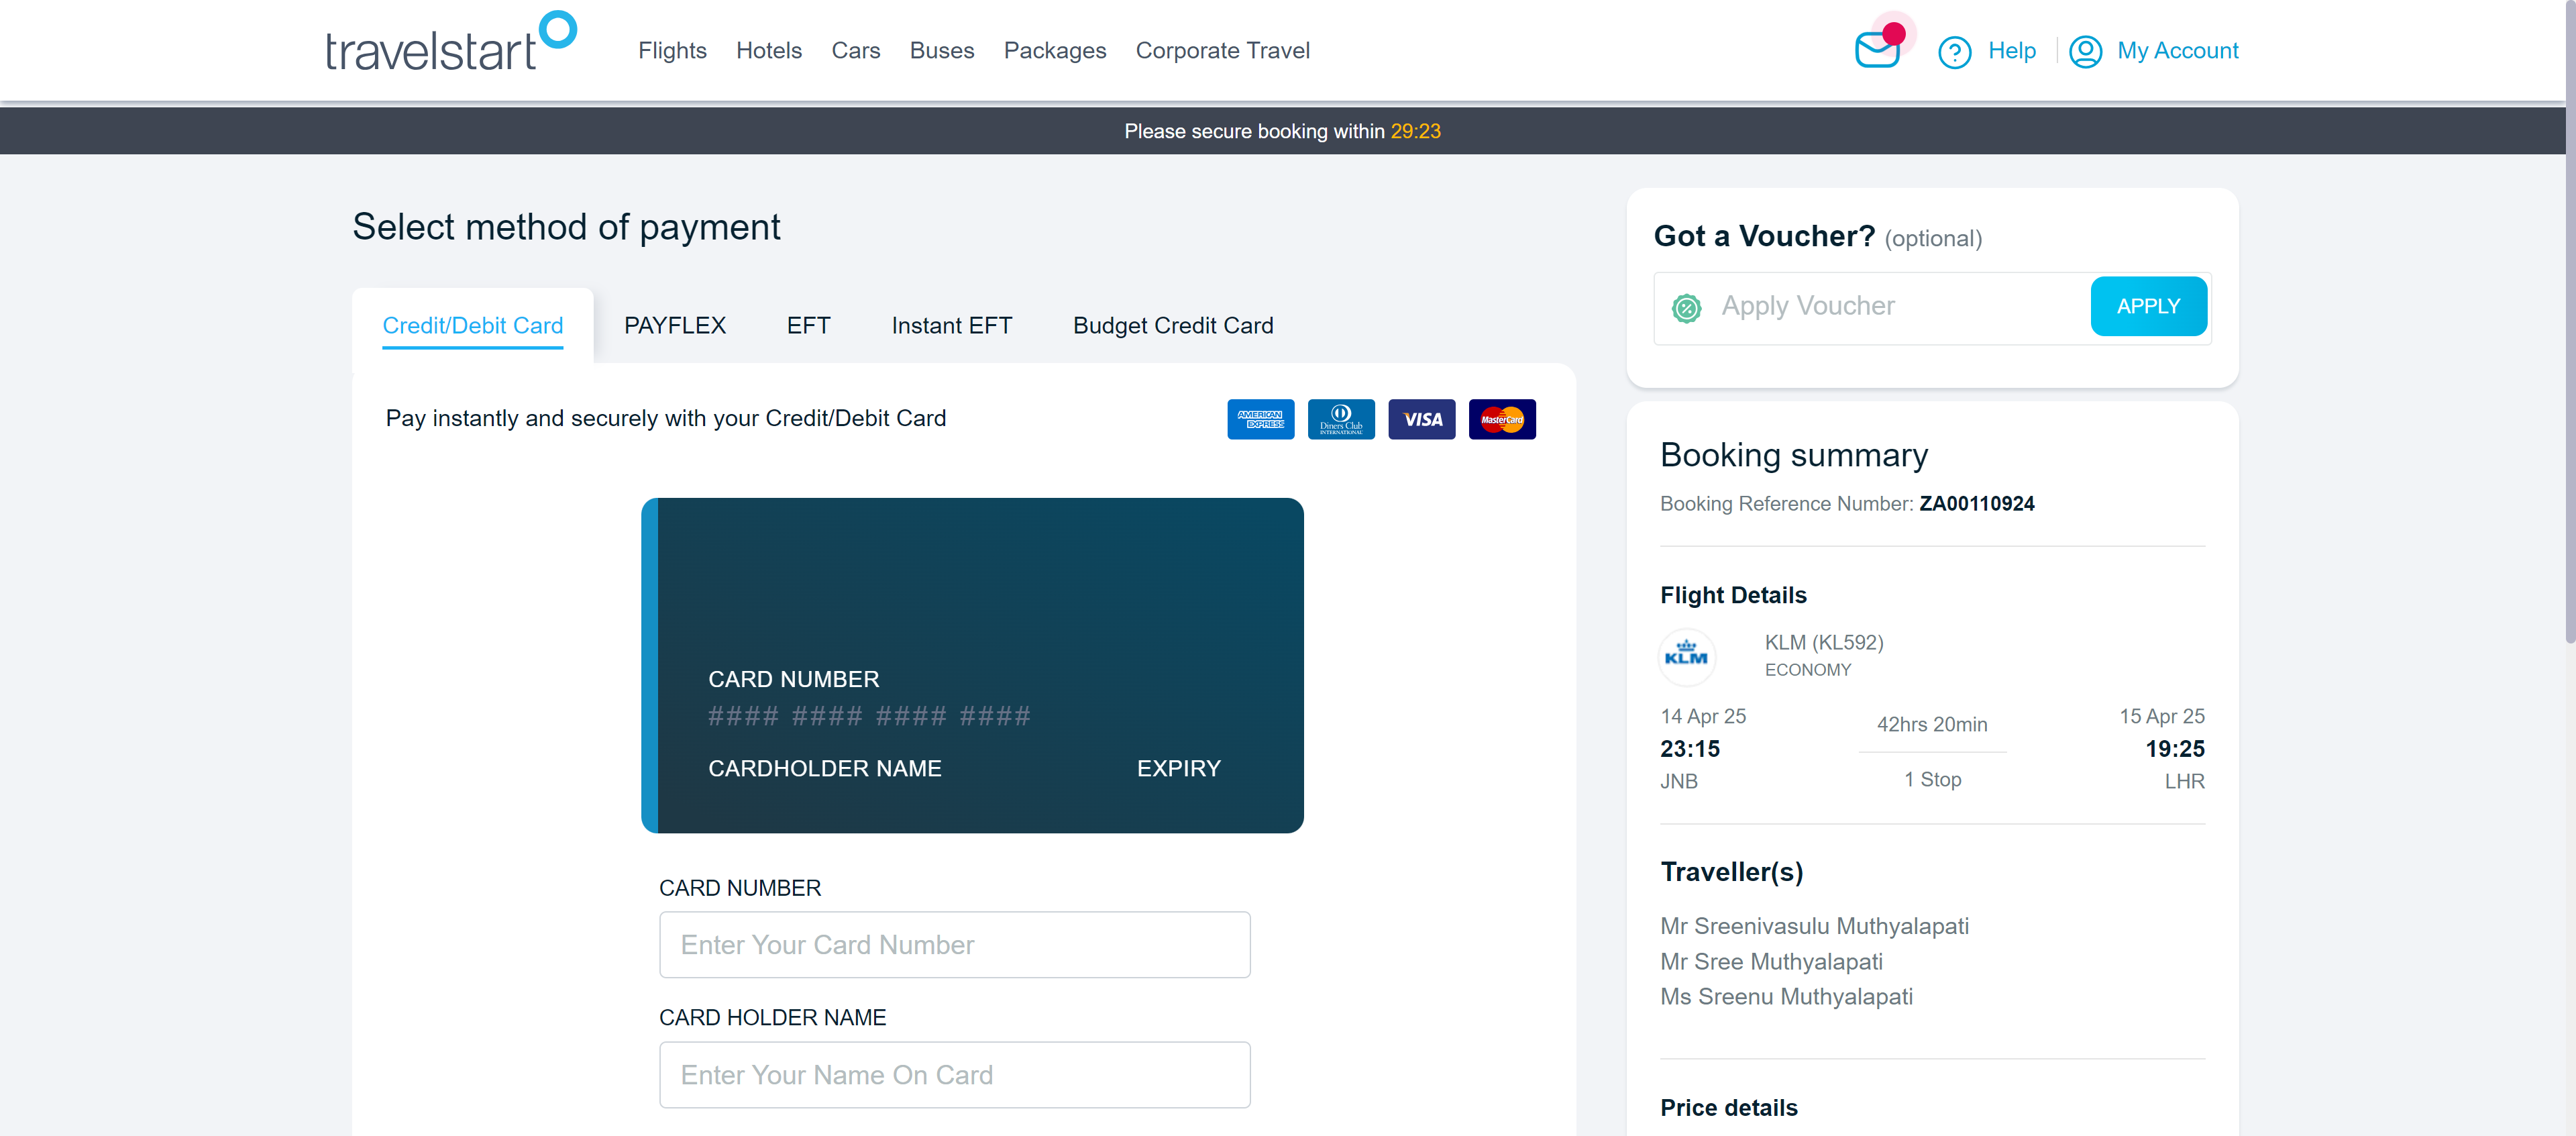 travelstart
Flights Hotels Cars Buses Packages Corporate Travel
Help My Account
Please secure booking within 29:23
Select method of payment
Credit/Debit Card PAYFLEX EFT Instant EFT Budget Credit Card
Pay instantly and securely with your Credit/Debit Card
AMERICAN EXPRESS
Diners Club INTERNATIONAL
VISA
MasterCard
CARD NUMBER
#### #### #### ####
CARDHOLDER NAME EXPIRY
CARD NUMBER
Enter Your Card Number
CARD HOLDER NAME
Enter Your Name On Card
Got a Voucher? (optional)
Apply Voucher APPLY
Booking summary
Booking Reference Number: ZA00110924
Flight Details
KLM
KLM (KL592)
ECONOMY
14 Apr 25 42hrs 20min 15 Apr 25
23:15 19:25
JNB 1 Stop LHR
Traveller(s)
Mr Sreenivasulu Muthyalapati
Mr Sree Muthyalapati
Ms Sreenu Muthyalapati
Price details